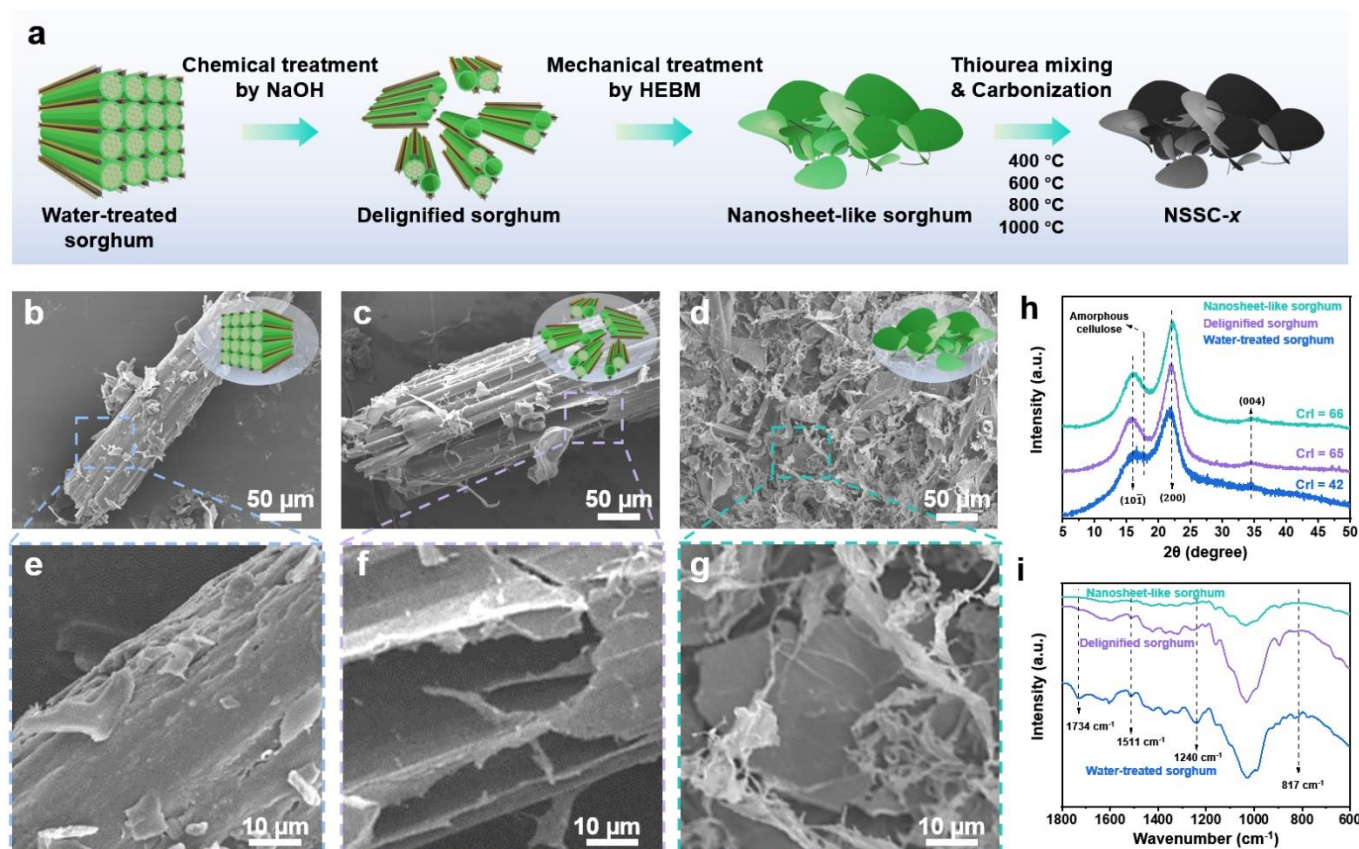 a
Chemical treatment
by NaOH
Mechanical treatment
by HEBM
Thiourea mixing
& Carbonization
400 °C
600 °C
800 °C
1000 °C
Water-treated
sorghum
Delignified sorghum
Nanosheet-like sorghum
NSSC-x
b
50 µm
c
50 µm
d
50 µm
e
10 µm
f
10 µm
g
10 µm
h
Nanosheet-like sorghum
Delignified sorghum
Water-treated sorghum
Amorphous
cellulose
(004)
CrI = 66
CrI = 65
CrI = 42
(101̄)
(200)
Intensity (a.u.)
5 10 15 20 25 30 35 40 45 50
2θ (degree)
i
Nanosheet-like sorghum
Delignified sorghum
Water-treated sorghum
1734 cm⁻¹
1511 cm⁻¹
1240 cm⁻¹
817 cm⁻¹
Intensity (a.u.)
1800 1600 1400 1200 1000 800 600
Wavenumber (cm⁻¹)